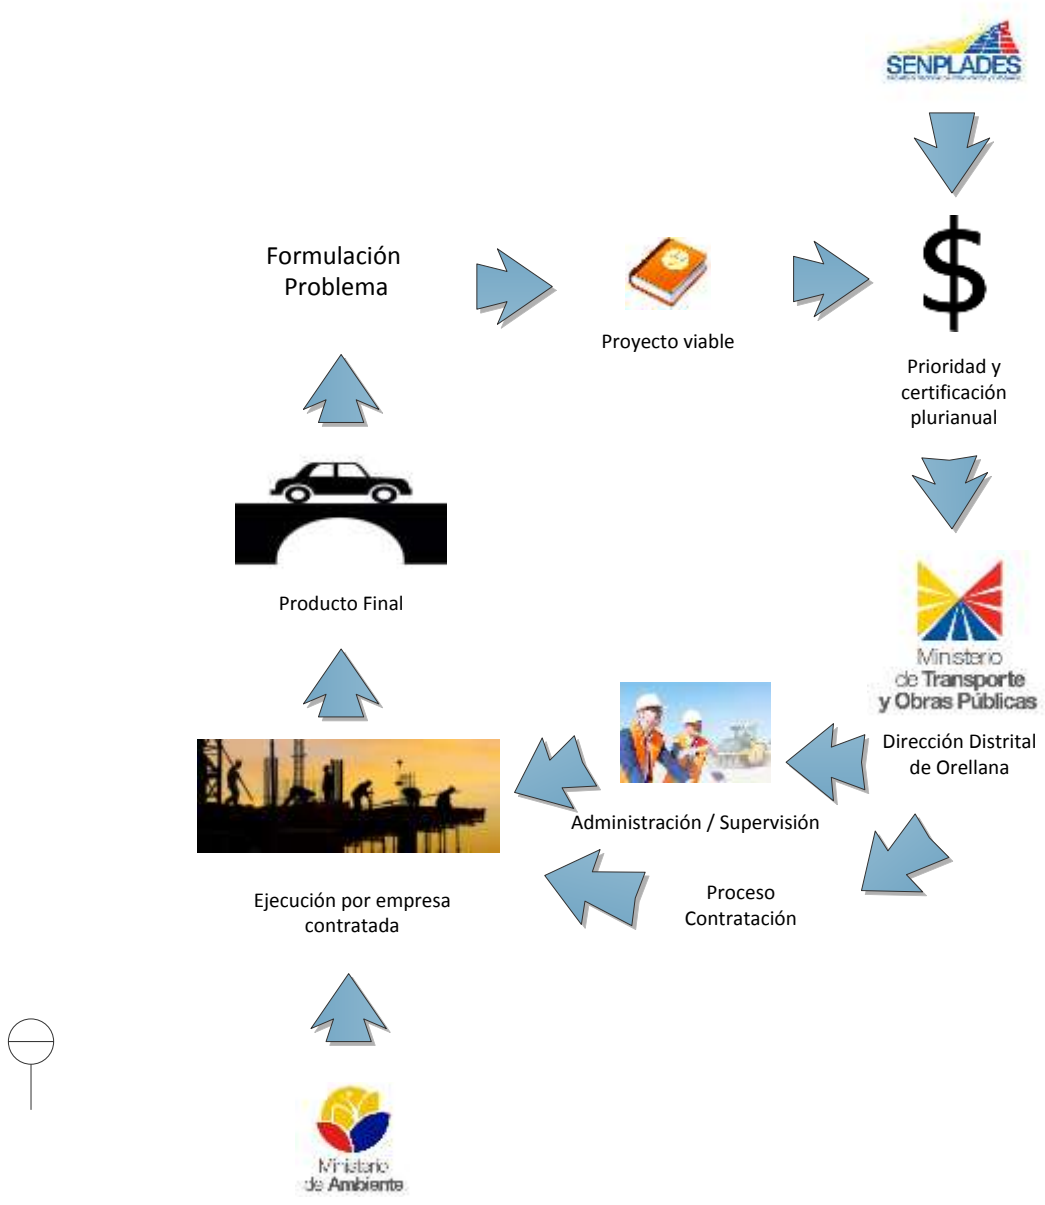 SENPLADES
Formulación
Problema
Proyecto viable
$
Prioridad y
certificación
plurianual
Ministerio
de Transporte
y Obras Públicas
Dirección Distrital
de Orellana
Producto Final
Administración / Supervisión
Proceso
Contratación
Ejecución por empresa
contratada
Ministerio
de Ambiente